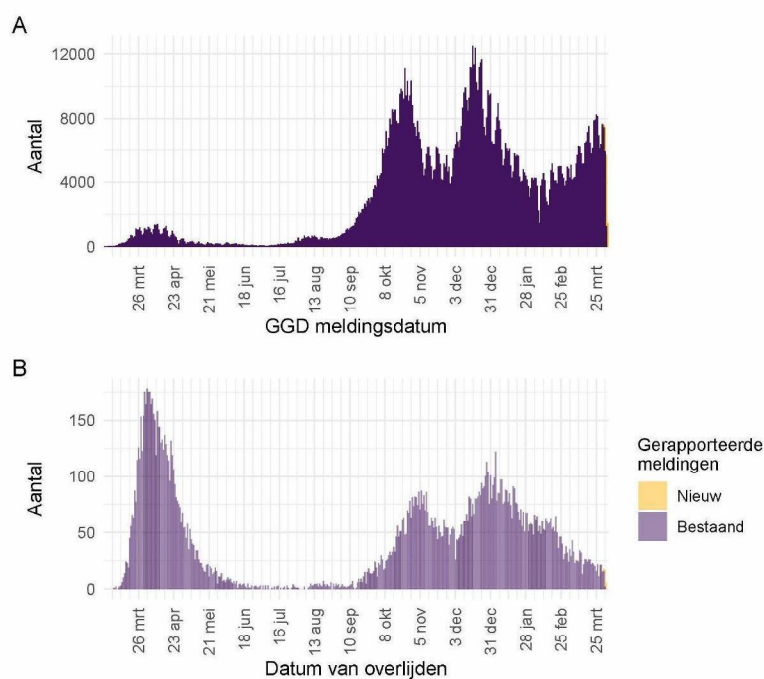 A
Aantal
12000
8000
4000
0
26 mrt
23 apr
21 mei
18 jun
16 jul
13 aug
10 sep
8 okt
5 nov
3 dec
31 dec
28 jan
25 feb
25 mrt
GGD meldingsdatum
B
Aantal
150
100
50
0
26 mrt
23 apr
21 mei
18 jun
16 jul
13 aug
10 sep
8 okt
5 nov
3 dec
31 dec
28 jan
25 feb
25 mrt
Datum van overlijden
Gerapporteerde
meldingen
Nieuw
Bestaand